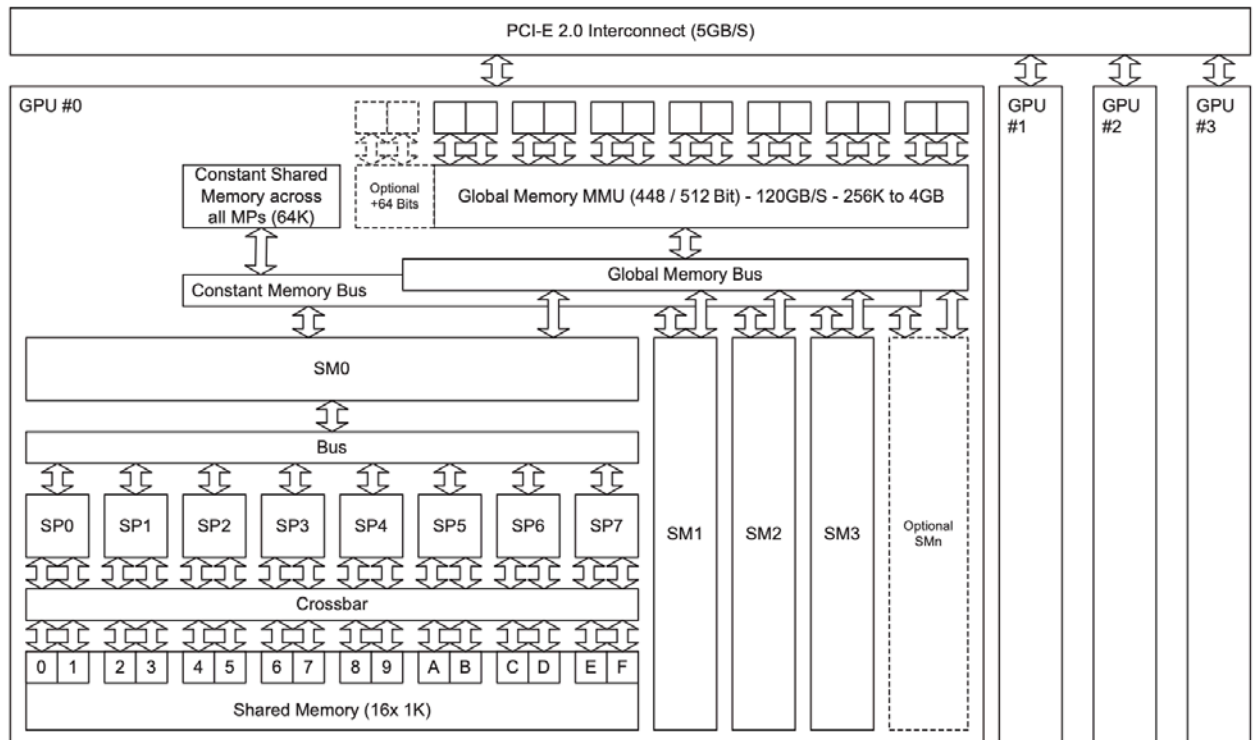 PCI-E 2.0 Interconnect (5GB/S)
GPU #0
GPU
#1
GPU
#2
GPU
#3
Constant Shared
Memory across
all MPs (64K)
Optional
+64 Bits
Global Memory MMU (448 / 512 Bit) - 120GB/S - 256K to 4GB
Global Memory Bus
Constant Memory Bus
SM0
Bus
SP0 SP1 SP2 SP3 SP4 SP5 SP6 SP7
SM1 SM2 SM3
Optional
SMn
Crossbar
0 1 2 3 4 5 6 7 8 9 A B C D E F
Shared Memory (16x 1K)